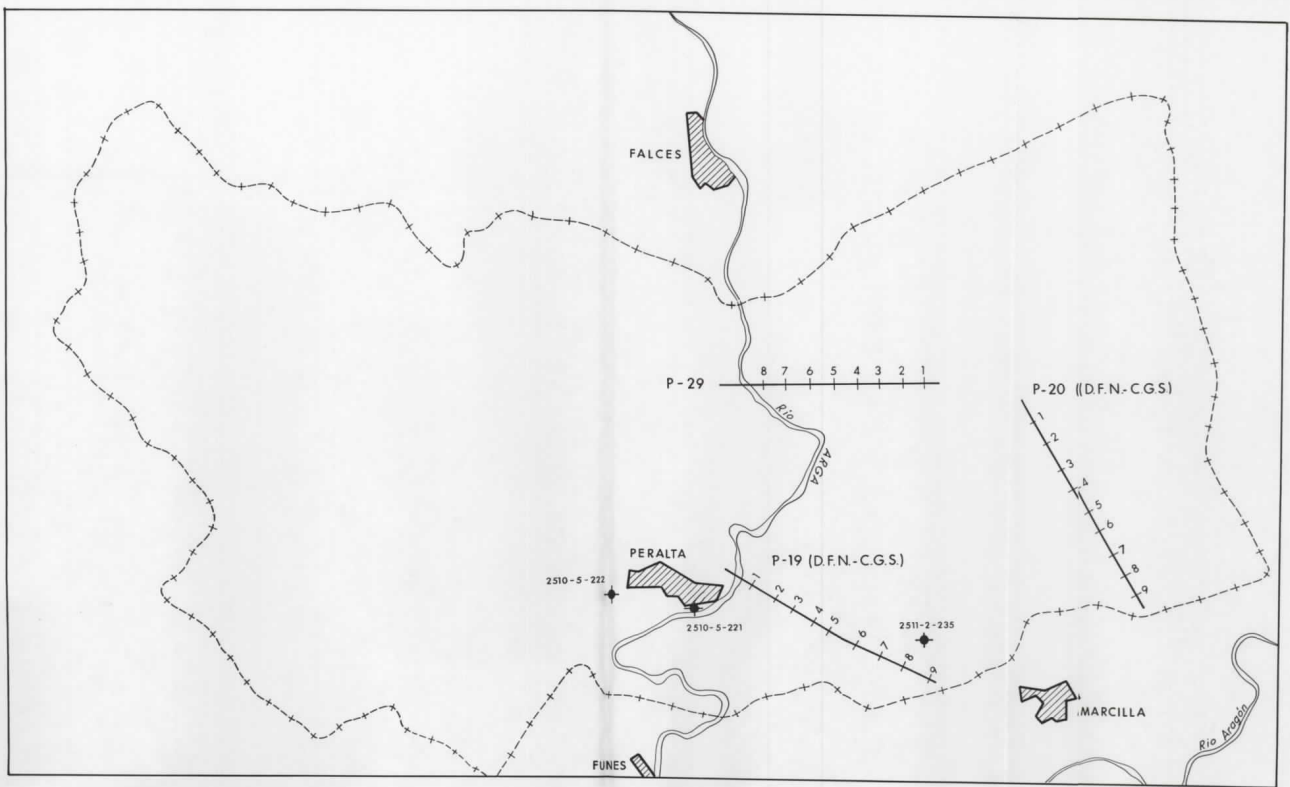 FALCES
P-29
8 7 6 5 4 3 2 1
Río
ARGA
P-20 ((D.F.N.-C.G.S.)
1
2
3
4
5
6
7
8
9
PERALTA
2510-5-222
2510-5-221
P-19 (D.F.N.-C.G.S.)
1
2
3
4
5
6
7
8
9
2511-2-235
MARCILLA
Río Aragón
FUNES